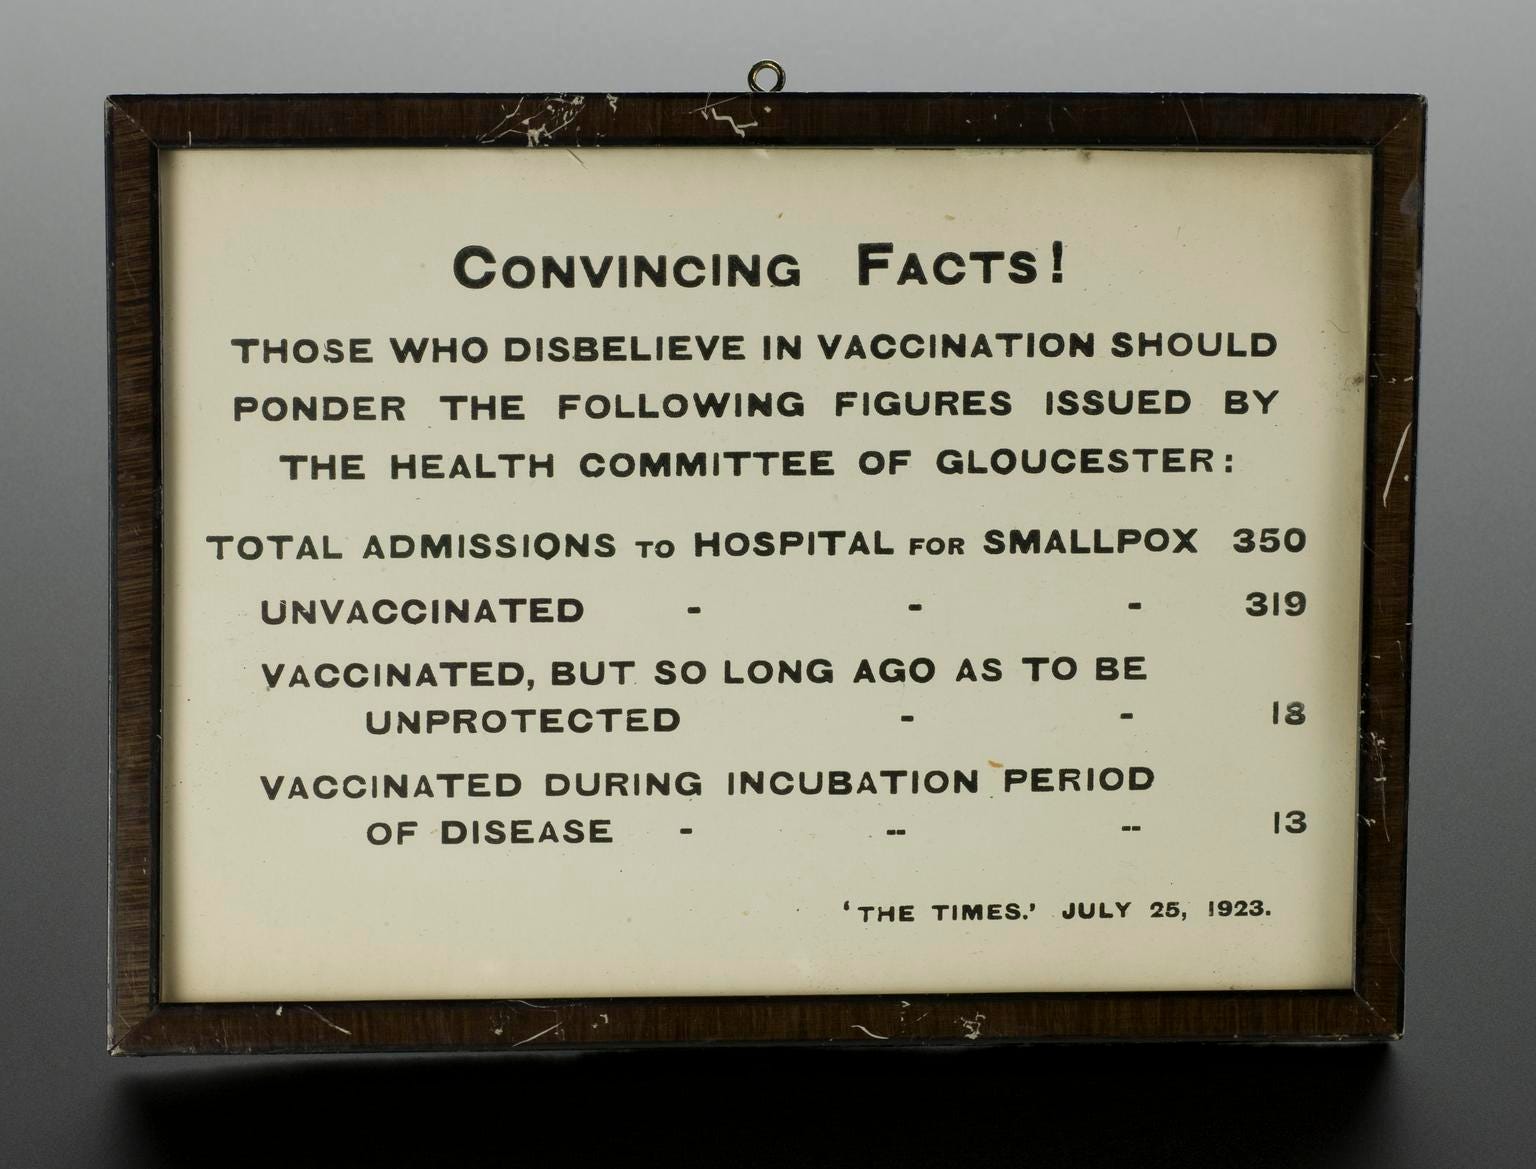 CONVINCING FACTS!
THOSE WHO DISBELIEVE IN VACCINATION SHOULD
PONDER THE FOLLOWING FIGURES ISSUED BY
THE HEALTH COMMITTEE OF GLOUCESTER:
TOTAL ADMISSIONS TO HOSPITAL FOR SMALLPOX 350
UNVACCINATED - - - 319
VACCINATED, BUT SO LONG AGO AS TO BE
UNPROTECTED - - 18
VACCINATED DURING INCUBATION PERIOD
OF DISEASE - -- -- 13
‘THE TIMES.’ JULY 25, 1923.